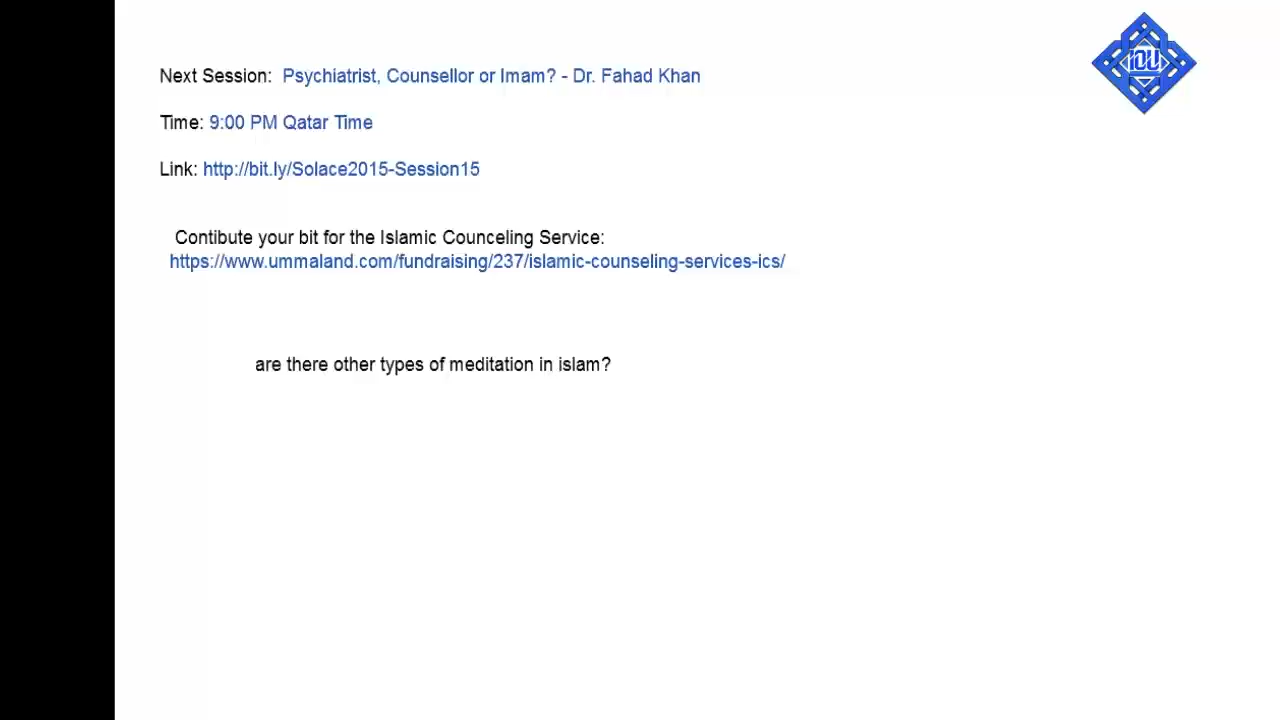 Next Session: Psychiatrist, Counsellor or Imam? - Dr. Fahad Khan
IOU
Time: 9:00 PM Qatar Time
Link: http://bit.ly/Solace2015-Session15
Contibute your bit for the Islamic Counceling Service:
https://www.ummaland.com/fundraising/237/islamic-counseling-services-ics/
are there other types of meditation in islam?